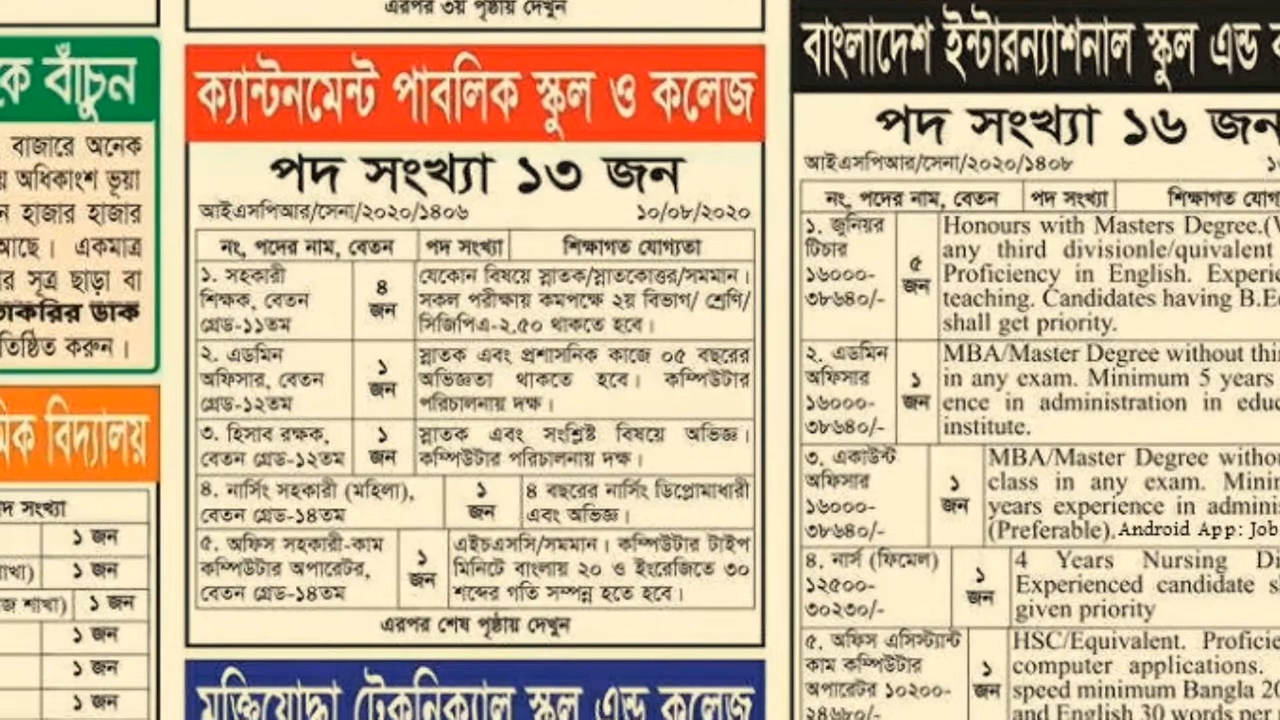 এরপর ৩য় পৃষ্ঠায় দেখুন
কে বাঁচুন
বাজারে অনেক
য় অধিকাংশ ভূয়া
ন হাজার হাজার
আছে। একমাত্র
র সূত্র ছাড়া বা
চাকরির ডাক
তিষ্ঠিত করুন।
মিক বিদ্যালয়
পদ সংখ্যা
১ জন
শাখা) ১ জন
জ শাখা) ১ জন
১ জন
১ জন
১ জন
ক্যান্টনমেন্ট পাবলিক স্কুল ও কলেজ
পদ সংখ্যা ১৩ জন
আইএসপিআর/সেনা/২০২০/১৪০৬ ১০/০৮/২০২০
নং, পদের নাম, বেতন পদ সংখ্যা শিক্ষাগত যোগ্যতা
১. সহকারী
শিক্ষক, বেতন
গ্রেড-১১তম
৪
জন
যেকোন বিষয়ে স্নাতক/স্নাতকোত্তর/সমমান।
সকল পরীক্ষায় কমপক্ষে ২য় বিভাগ/ শ্রেণি/
সিজিপিএ-২.৫০ থাকতে হবে।
২. এডমিন
অফিসার, বেতন
গ্রেড-১২তম
১
জন
স্নাতক এবং প্রশাসনিক কাজে ০৫ বছরের
অভিজ্ঞতা থাকতে হবে। কম্পিউটার
পরিচালনায় দক্ষ।
৩. হিসাব রক্ষক,
বেতন গ্রেড-১২তম
১
জন
স্নাতক এবং সংশ্লিষ্ট বিষয়ে অভিজ্ঞ।
কম্পিউটার পরিচালনায় দক্ষ।
৪. নার্সিং সহকারী (মহিলা),
বেতন গ্রেড-১৪তম
১
জন
৪ বছরের নার্সিং ডিপ্লোমাধারী
এবং অভিজ্ঞ।
৫. অফিস সহকারী-কাম
কম্পিউটার অপারেটর,
বেতন গ্রেড-১৪তম
১
জন
এইচএসসি/সমমান। কম্পিউটার টাইপ
মিনিটে বাংলায় ২০ ও ইংরেজিতে ৩০
শব্দের গতি সম্পন্ন হতে হবে।
এরপর শেষ পৃষ্ঠায় দেখুন
মুক্তিযোদ্ধা টেকনিক্যাল স্কুল এন্ড কলেজ
বাংলাদেশ ইন্টারন্যাশনাল স্কুল এন্ড ক
পদ সংখ্যা ১৬ জন
আইএসপিআর/সেনা/২০২০/১৪০৮ ১
নং, পদের নাম, বেতন পদ সংখ্যা শিক্ষাগত যোগ্য
১. জুনিয়র
টিচার
১৬০০০-
৩৮৬৪০/-
৫
জন
Honours with Masters Degree.(V
any third divisionle/quivalent
Proficiency in English. Experie
teaching. Candidates having B.Ed
shall get priority.
২. এডমিন
অফিসার
১৬০০০-
৩৮৬৪০/-
১
জন
MBA/Master Degree without thi
in any exam. Minimum 5 years
ence in administration in educ
institute.
৩. একাউন্ট
অফিসার
১৬০০০-
৩৮৬৪০/-
১
জন
MBA/Master Degree witho
class in any exam. Minin
years experience in admini
(Preferable). Android App: Job
৪. নার্স (ফিমেল)
১২৫০০-
৩০২৩০/-
১
জন
4 Years Nursing Di
Experienced candidate s
given priority
৫. অফিস এসিস্ট্যান্ট
কাম কম্পিউটার
অপারেটর ১০২০০-
২৪৬৮০/-
১
জন
HSC/Equivalent. Proficie
computer applications.
speed minimum Bangla 20
and English 30 words per